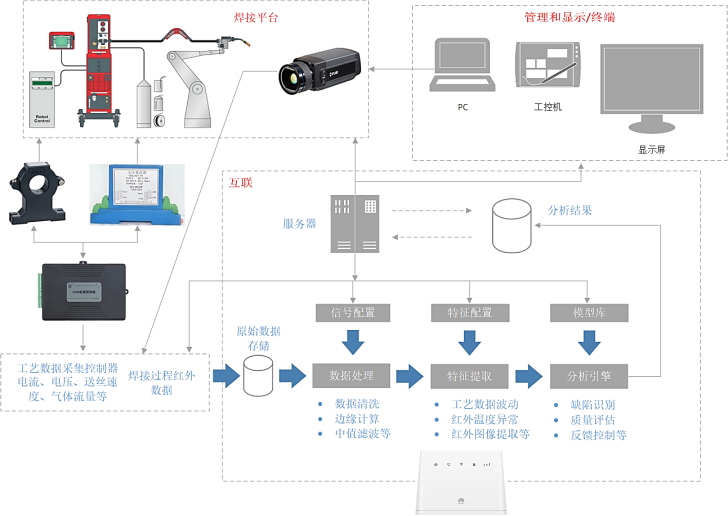 焊接平台
管理和显示/终端
Robot
Control
PC
工控机
显示屏
互联
服务器
分析结果
信号配置
特征配置
模型库
原始数据
存储
工艺数据采集控制器
电流、电压、送丝速
度、气体流量等
焊接过程红外
数据
数据处理
特征提取
分析引擎
• 数据清洗
• 边缘计算
• 中值滤波等
• 工艺数据波动
• 红外温度异常
• 红外图像提取等
• 缺陷识别
• 质量评估
• 反馈控制等